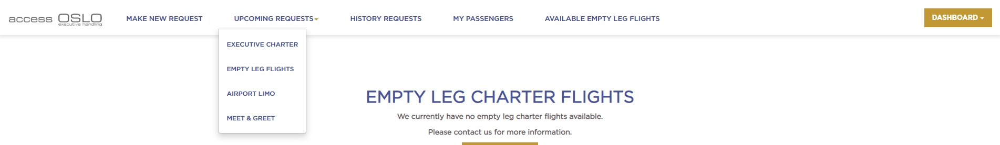 access OSLO
executive handling
MAKE NEW REQUEST
UPCOMING REQUESTS
HISTORY REQUESTS
MY PASSENGERS
AVAILABLE EMPTY LEG FLIGHTS
DASHBOARD
EXECUTIVE CHARTER
EMPTY LEG FLIGHTS
AIRPORT LIMO
MEET & GREET
EMPTY LEG CHARTER FLIGHTS
We currently have no empty leg charter flights available.
Please contact us for more information.